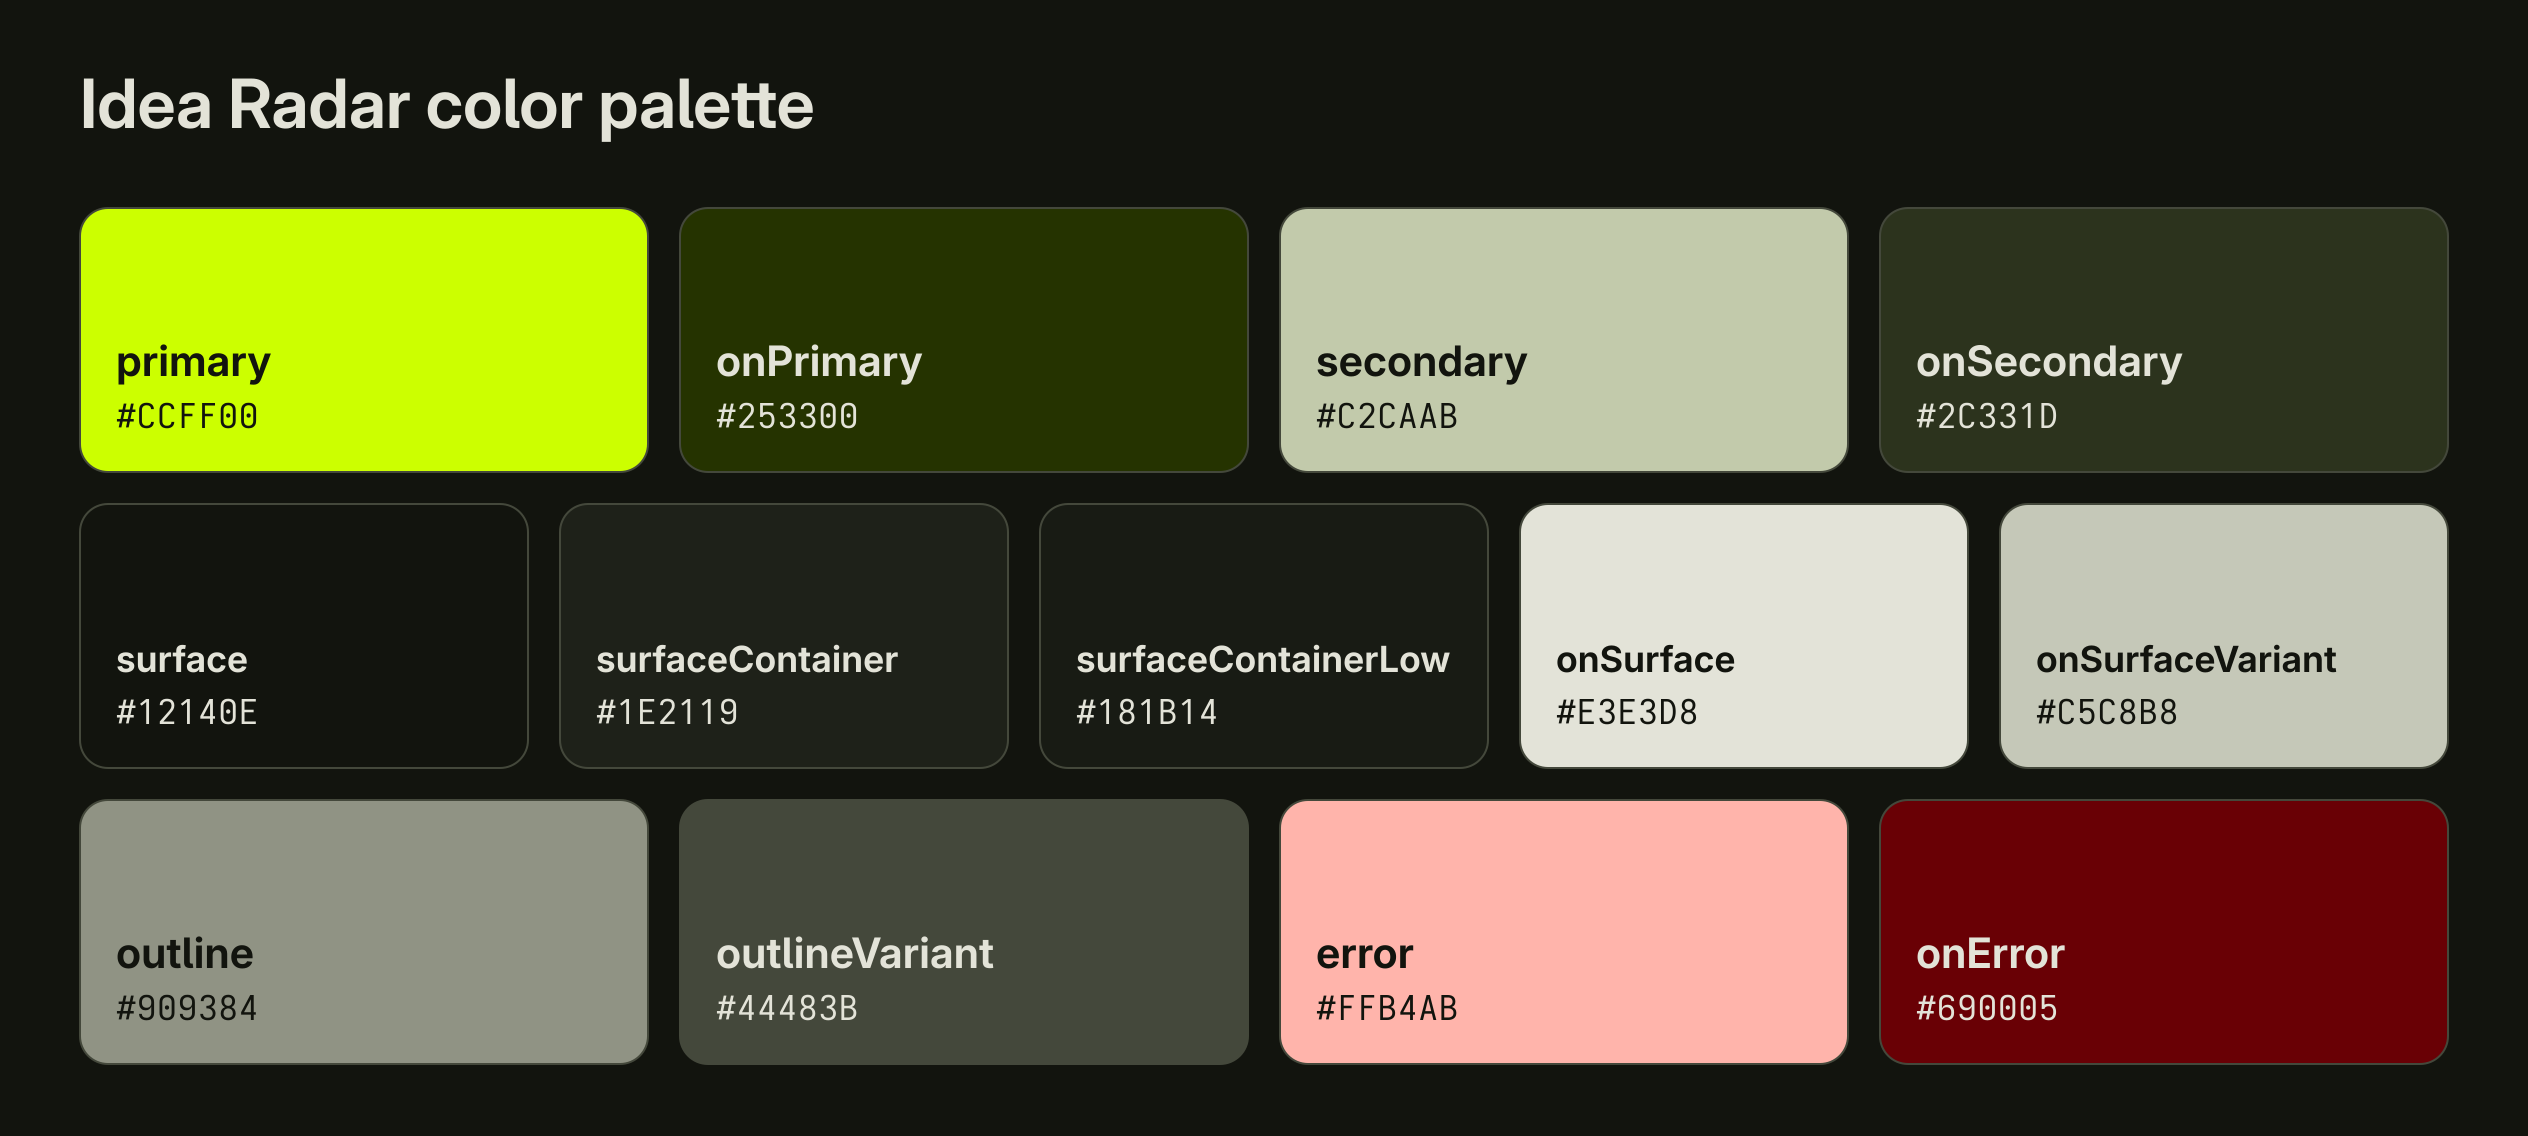 Idea Radar color palette
primary
#CCFF00
onPrimary
#253300
secondary
#C2CAAB
onSecondary
#2C331D
surface
#12140E
surfaceContainer
#1E2119
surfaceContainerLow
#181B14
onSurface
#E3E3D8
onSurfaceVariant
#C5C8B8
outline
#909384
outlineVariant
#44483B
error
#FFB4AB
onError
#690005